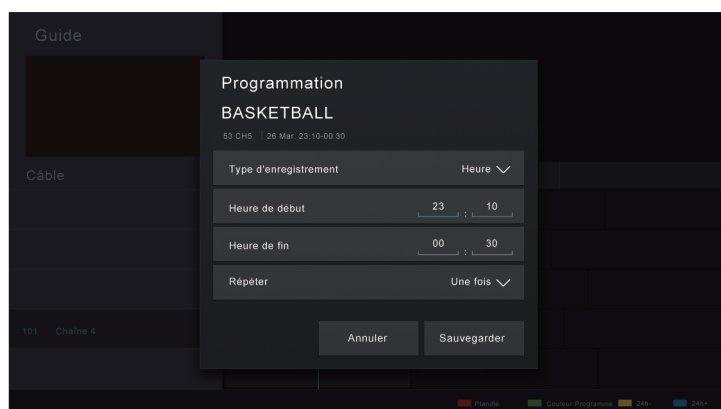 Guide
Programmation
BASKETBALL
53 CH5 | 26 Mar. 23:10-00:30
Câble
Type d'enregistrement Heure
Heure de début 23 : 10
Heure de fin 00 : 30
Répéter Une fois
101 Chaîne 4
Annuler Sauvegarder
Planifié Couleur Programme 24h- 24h+